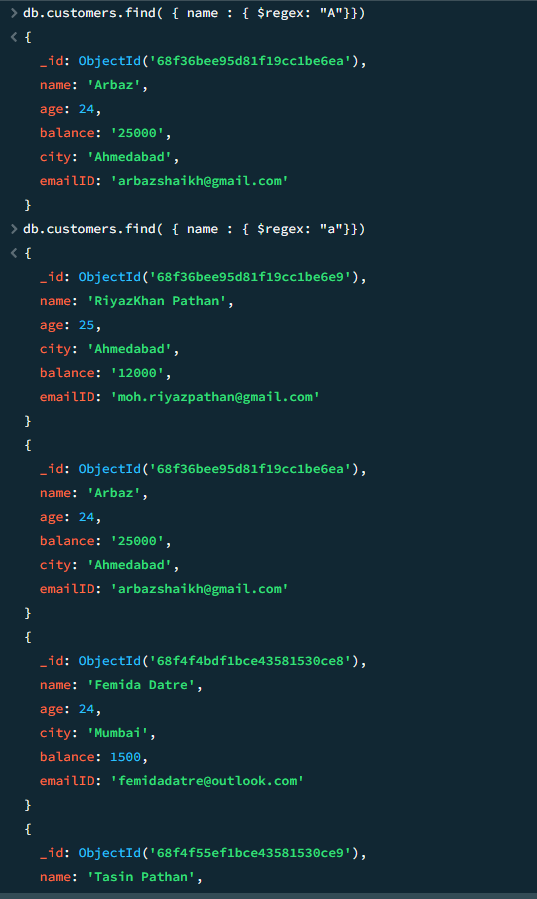 > db.customers.find( { name : { $regex: "A"}})
< {
_id: ObjectId('68f36bee95d81f19cc1be6ea'),
name: 'Arbaz',
age: 24,
balance: '25000',
city: 'Ahmedabad',
emailID: 'arbazshaikh@gmail.com'
}
> db.customers.find( { name : { $regex: "a"}})
< {
_id: ObjectId('68f36bee95d81f19cc1be6e9'),
name: 'RiyazKhan Pathan',
age: 25,
city: 'Ahmedabad',
balance: '12000',
emailID: 'moh.riyazpathan@gmail.com'
}
{
_id: ObjectId('68f36bee95d81f19cc1be6ea'),
name: 'Arbaz',
age: 24,
balance: '25000',
city: 'Ahmedabad',
emailID: 'arbazshaikh@gmail.com'
}
{
_id: ObjectId('68f4f4bdf1bce43581530ce8'),
name: 'Femida Datre',
age: 24,
city: 'Mumbai',
balance: 1500,
emailID: 'femidadatre@outlook.com'
}
{
_id: ObjectId('68f4f55ef1bce43581530ce9'),
name: 'Tasin Pathan',